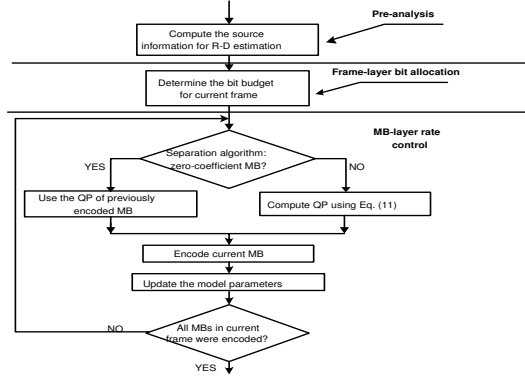 Pre-analysis
Compute the source
information for R-D estimation
Frame-layer bit allocation
Determine the bit budget
for current frame
MB-layer rate
control
Separation algorithm:
zero-coefficient MB?
YES
NO
Use the QP of previously
encoded MB
Compute QP using Eq. (11)
Encode current MB
Update the model parameters
NO
All MBs in current
frame were encoded?
YES